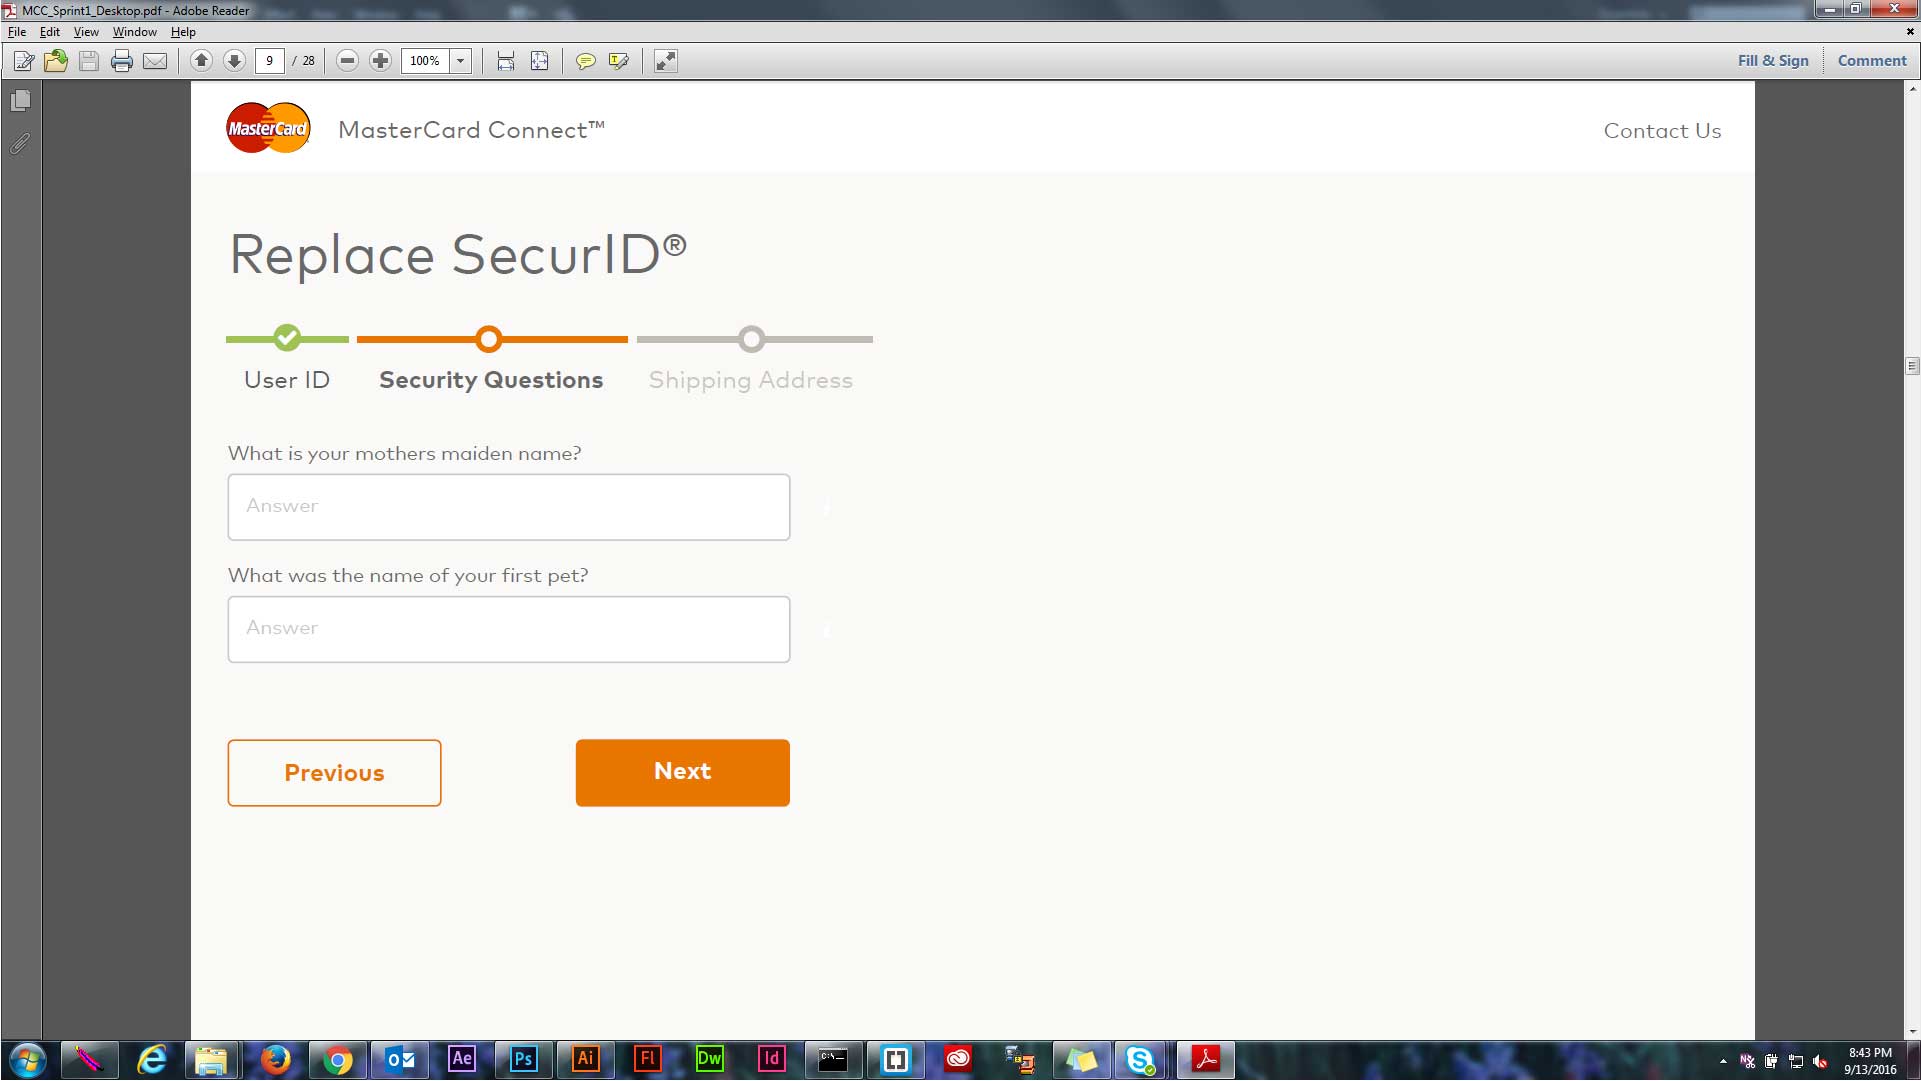 MCC_Sprint1_Desktop.pdf - Adobe Reader
File Edit View Window Help
9 / 28 100% Fill & Sign Comment
MasterCard MasterCard Connect™ Contact Us
Replace SecurID®
User ID Security Questions Shipping Address
What is your mothers maiden name?
Answer
What was the name of your first pet?
Answer
Previous Next
Ae Ps Ai Fl Dw Id
8:43 PM
9/13/2016